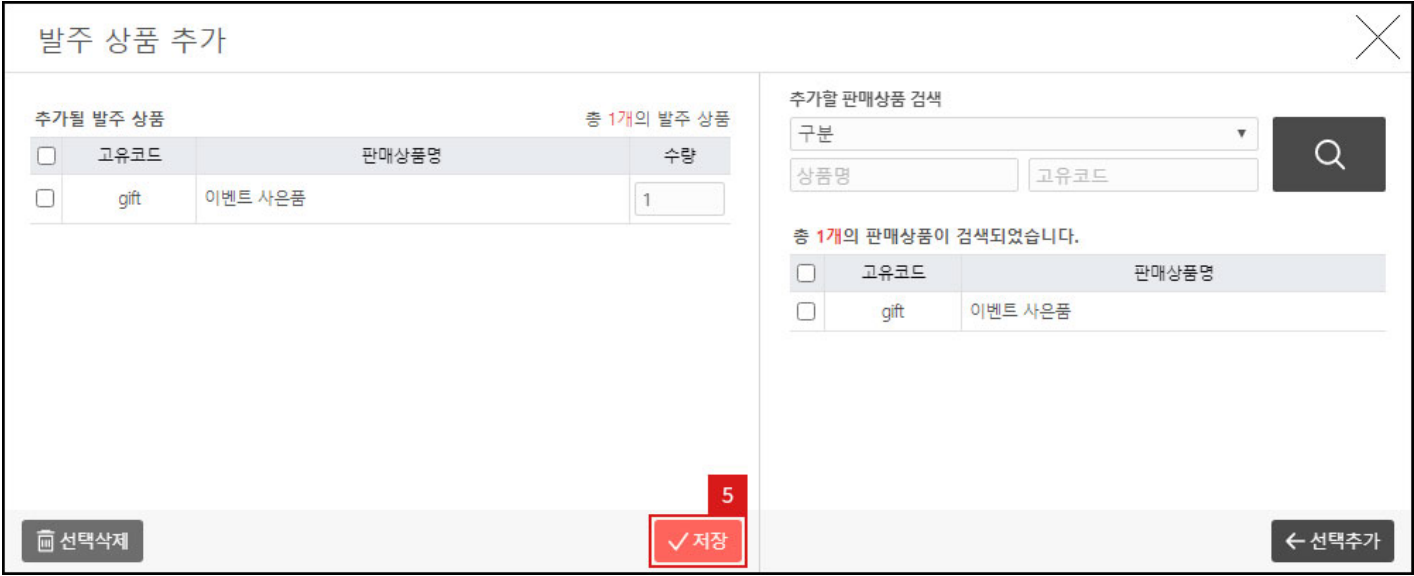 발주 상품 추가
추가될 발주 상품
총 1개의 발주 상품
고유코드 판매상품명 수량
gift 이벤트 사은품 1
선택삭제
5
저장
추가할 판매상품 검색
구분
상품명 고유코드
총 1개의 판매상품이 검색되었습니다.
고유코드 판매상품명
gift 이벤트 사은품
선택추가